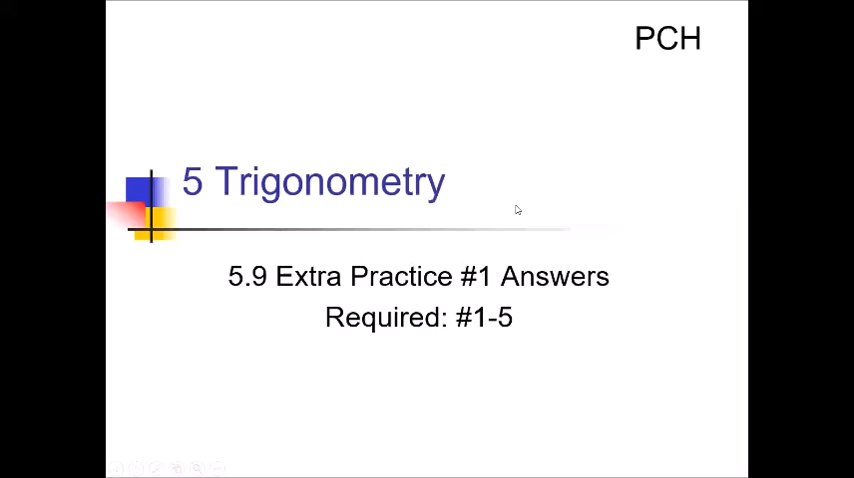 PCH
5 Trigonometry
5.9 Extra Practice #1 Answers
Required: #1-5